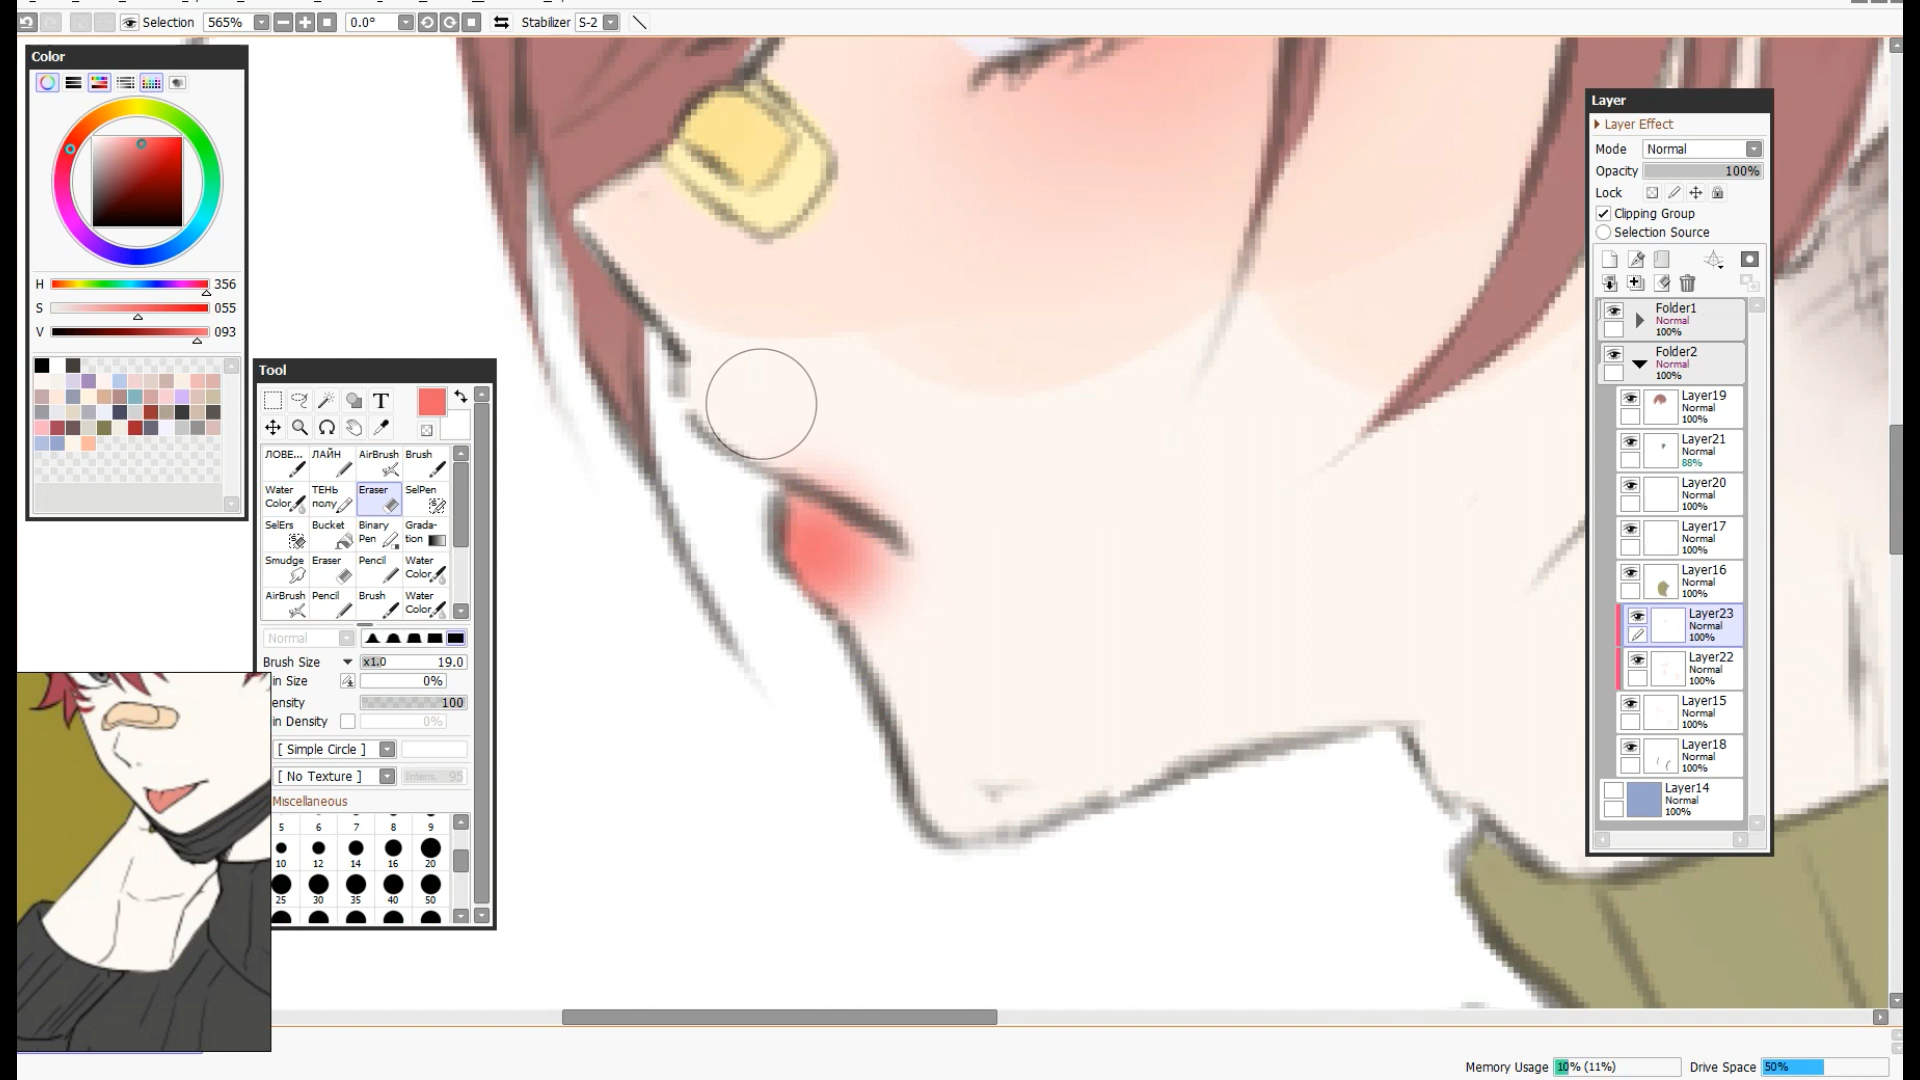 Selection 565% 0.0° Stabilizer S-2
Color
H 356
S 055
V 093
Tool
T
ЛОВЕ... ЛАЙН AirBrush Brush
Water Color ТЕНЬ полу Eraser SelPen
SelErs Bucket Binary Pen Grada-tion
Smudge Eraser Pencil Water Color
AirBrush Pencil Brush Water Color
Normal
Brush Size x1.0 19.0
in Size 0%
ensity 100
in Density 0%
[ Simple Circle ]
[ No Texture ] Intens. 95
Miscellaneous
5 6 7 8 9
10 12 14 16 20
25 30 35 40 50
Layer
Layer Effect
Mode Normal
Opacity 100%
Lock
Clipping Group
Selection Source
Folder1
Normal
100%
Folder2
Normal
100%
Layer19
Normal
100%
Layer21
Normal
88%
Layer20
Normal
100%
Layer17
Normal
100%
Layer16
Normal
100%
Layer23
Normal
100%
Layer22
Normal
100%
Layer15
Normal
100%
Layer18
Normal
100%
Layer14
Normal
100%
Memory Usage 10% (11%) Drive Space 50%